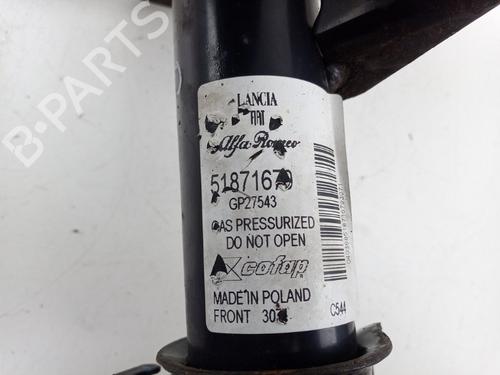 B-PARTS
LANCIA
FIAT
Alfa Romeo
GP27543
GAS PRESSURIZED
DO NOT OPEN
cofap
MADE IN POLAND
FRONT
C544